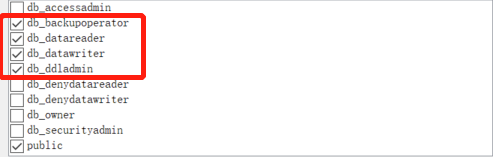 db_accessadmin
db_backupoperator
db_datareader
db_datawriter
db_ddladmin
db_denydatareader
db_denydatawriter
db_owner
db_securityadmin
public